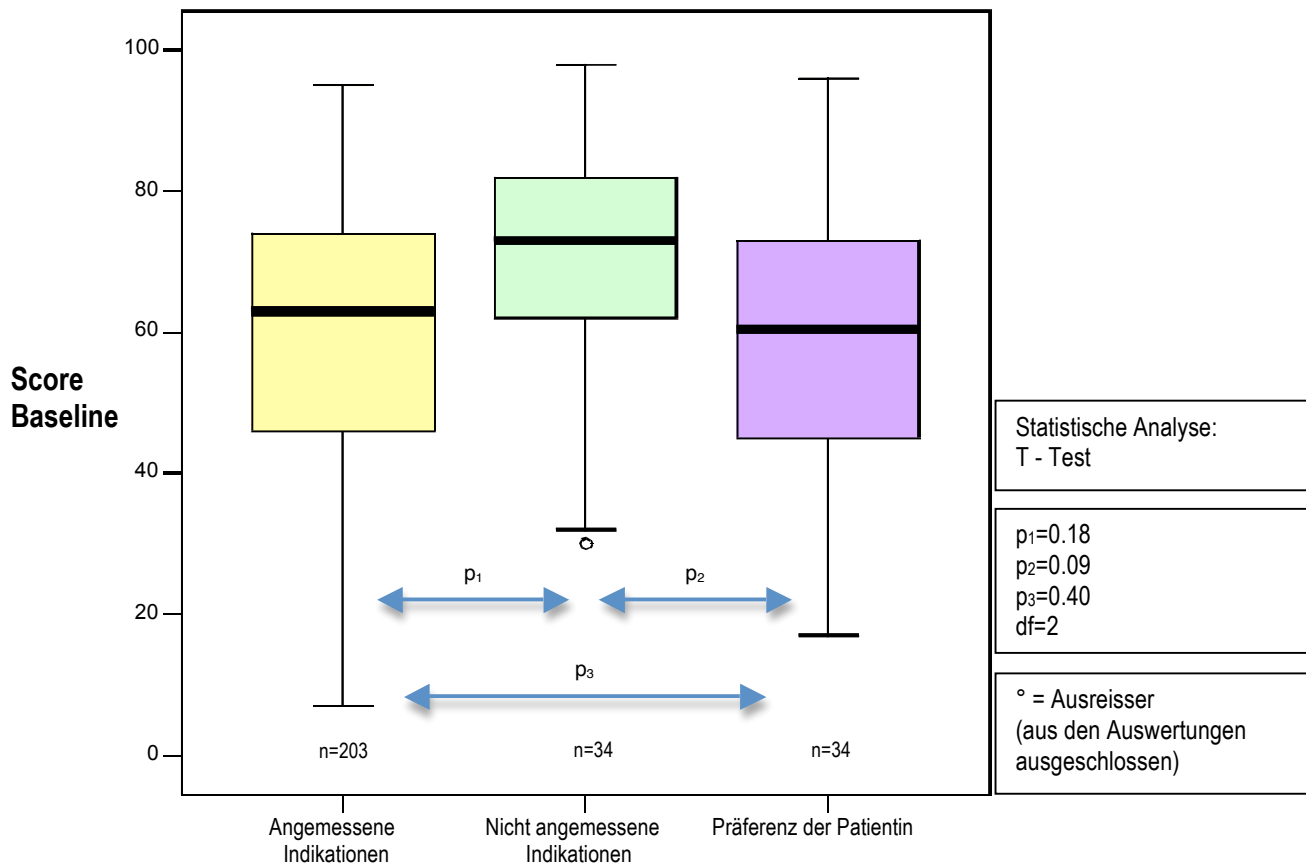 100
80
60
40
20
0
Score
Baseline
p₁
p₂
p₃
n=203
n=34
n=34
Angemessene
Indikationen
Nicht angemessene
Indikationen
Präferenz der Patientin
Statistische Analyse:
T - Test
p₁=0.18
p₂=0.09
p₃=0.40
df=2
° = Ausreisser
(aus den Auswertungen
ausgeschlossen)